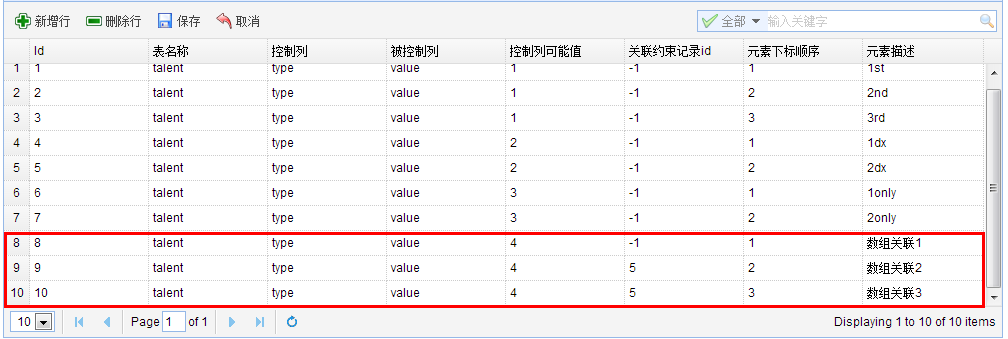 新增行 删除行 保存 取消 全部 输入关键字
Id 表名称 控制列 被控制列 控制列可能值 关联约束记录id 元素下标顺序 元素描述
1 1 talent type value 1 -1 1 1st
2 2 talent type value 1 -1 2 2nd
3 3 talent type value 1 -1 3 3rd
4 4 talent type value 2 -1 1 1dx
5 5 talent type value 2 -1 2 2dx
6 6 talent type value 3 -1 1 1only
7 7 talent type value 3 -1 2 2only
8 8 talent type value 4 -1 1 数组关联1
9 9 talent type value 4 5 2 数组关联2
10 10 talent type value 4 5 3 数组关联3
10 Page 1 of 1 Displaying 1 to 10 of 10 items